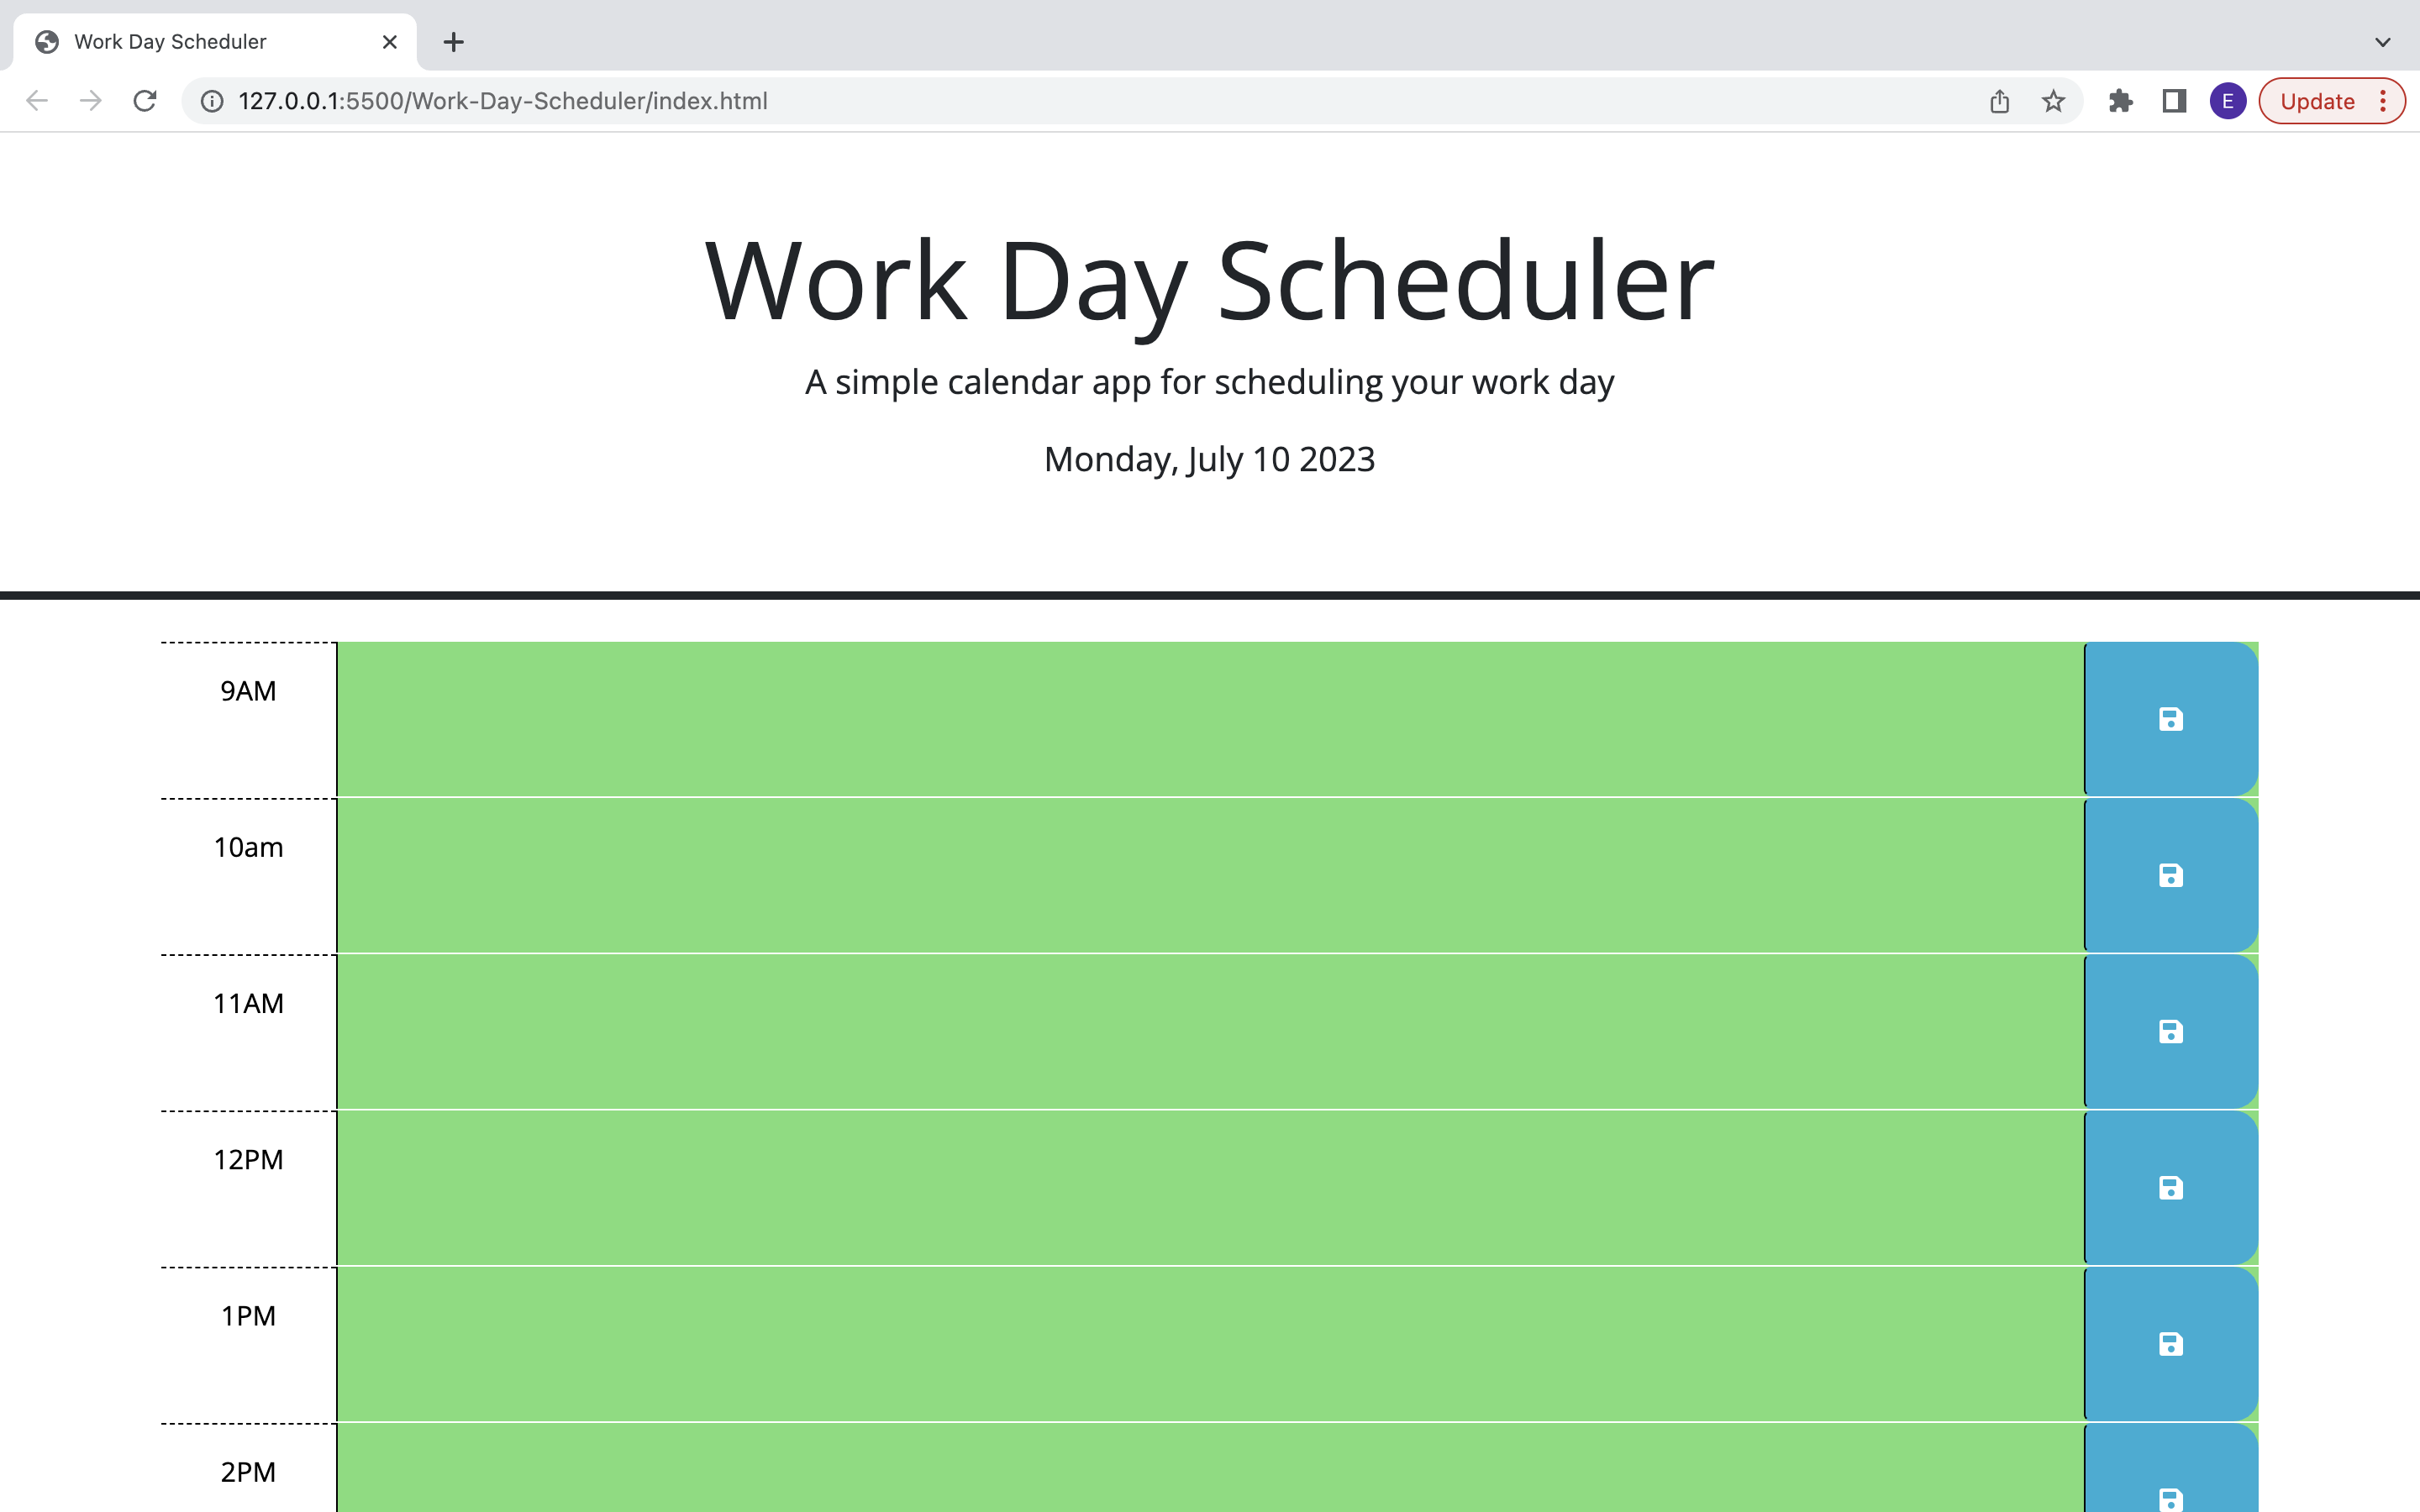 Work Day Scheduler
127.0.0.1:5500/Work-Day-Scheduler/index.html
E
Update
Work Day Scheduler
A simple calendar app for scheduling your work day
Monday, July 10 2023
9AM
10am
11AM
12PM
1PM
2PM